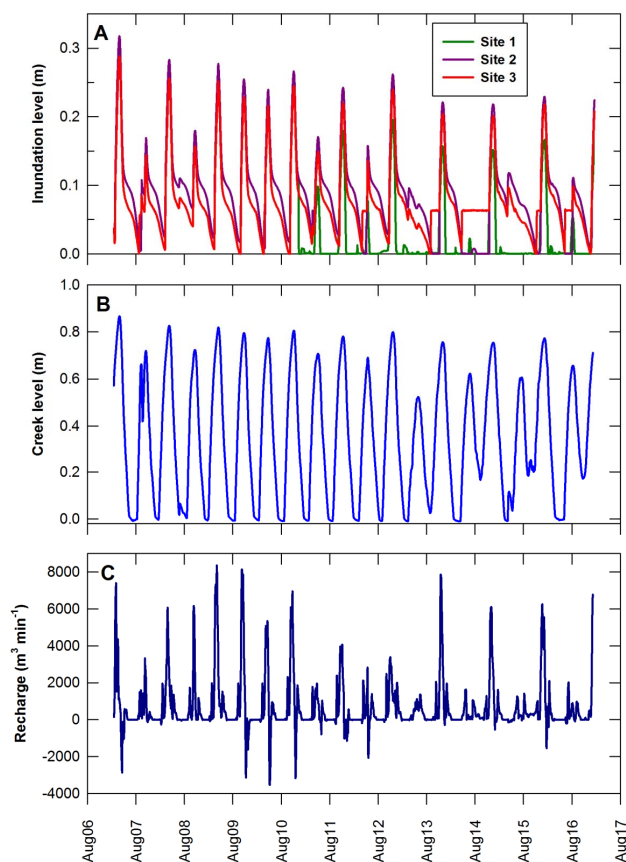 A
Site 1
Site 2
Site 3
Inundation level (m)
0.3
0.2
0.1
0.0
B
Creek level (m)
1.0
0.8
0.6
0.4
0.2
0.0
C
Recharge (m³ min⁻¹)
8000
6000
4000
2000
0
-2000
-4000
Aug06
Aug07
Aug08
Aug09
Aug10
Aug11
Aug12
Aug13
Aug14
Aug15
Aug16
Aug17